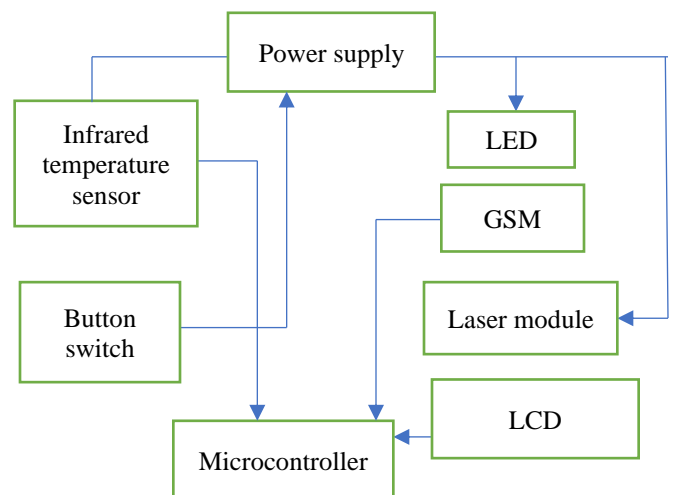 Power supply
Infrared
temperature
sensor
LED
GSM
Button
switch
Laser module
LCD
Microcontroller